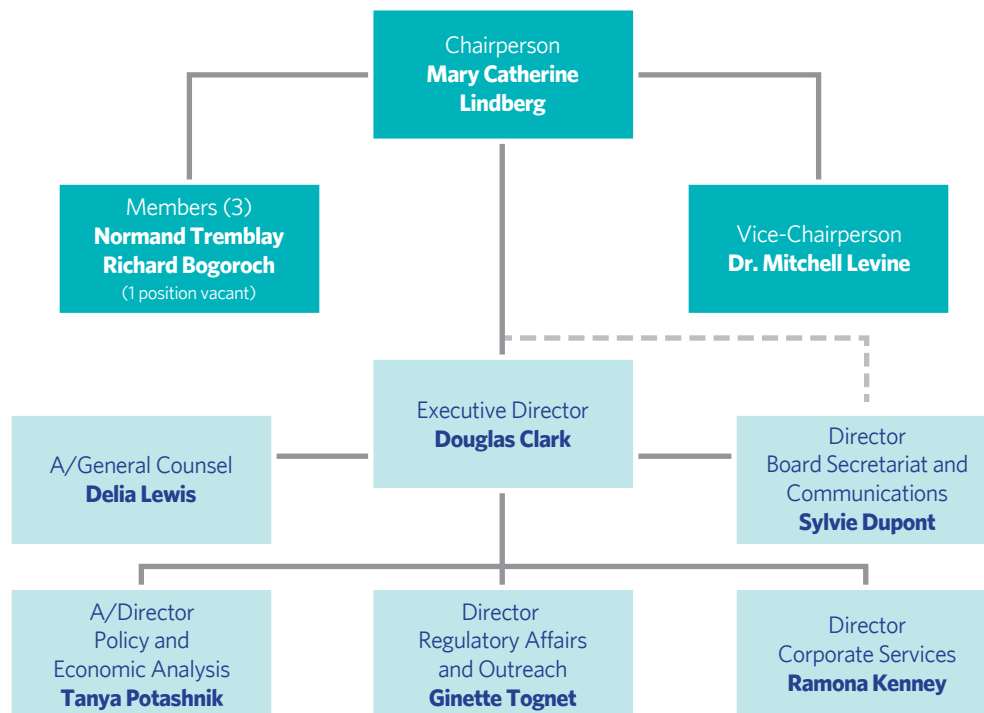 Chairperson
Mary Catherine
Lindberg
Members (3)
Normand Tremblay
Richard Bogoroch
(1 position vacant)
Vice-Chairperson
Dr. Mitchell Levine
Executive Director
Douglas Clark
A/General Counsel
Delia Lewis
Director
Board Secretariat and
Communications
Sylvie Dupont
A/Director
Policy and
Economic Analysis
Tanya Potashnik
Director
Regulatory Affairs
and Outreach
Ginette Tognet
Director
Corporate Services
Ramona Kenney